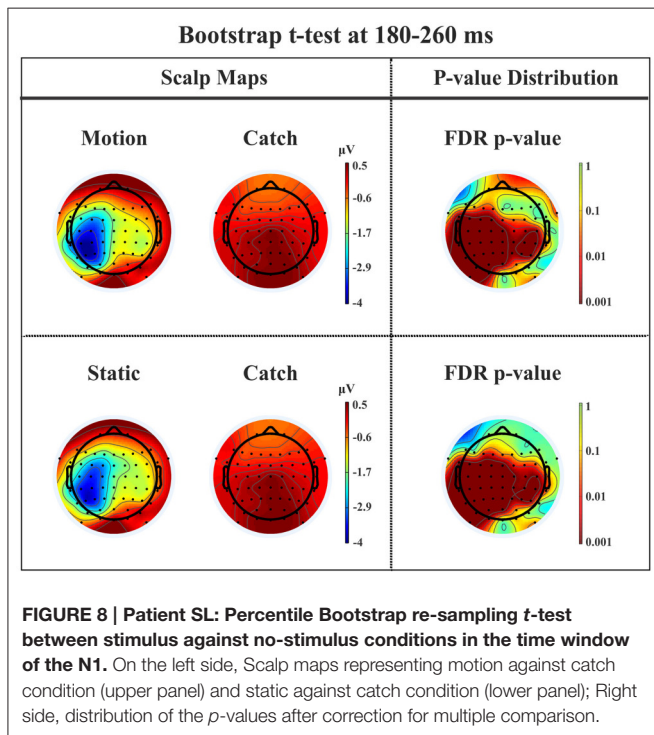 Bootstrap t-test at 180-260 ms
Scalp Maps P-value Distribution
Motion Catch FDR p-value
μV
0.5
-0.6
-1.7
-2.9
-4
1
0.1
0.01
0.001
Static Catch FDR p-value
μV
0.5
-0.6
-1.7
-2.9
-4
1
0.1
0.01
0.001
FIGURE 8 | Patient SL: Percentile Bootstrap re-sampling t-test
between stimulus against no-stimulus conditions in the time window
of the N1. On the left side, Scalp maps representing motion against catch
condition (upper panel) and static against catch condition (lower panel); Right
side, distribution of the p-values after correction for multiple comparison.